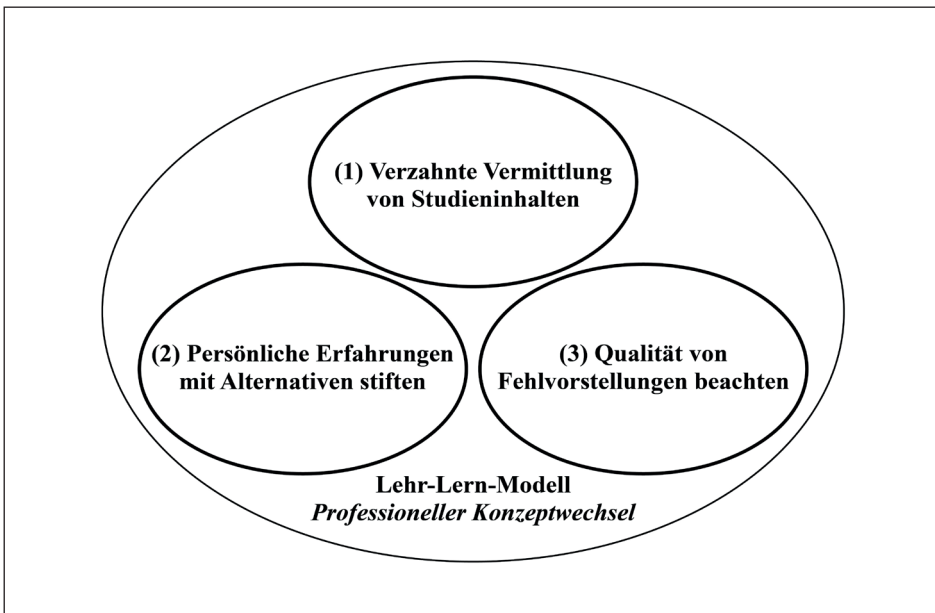 (1) Verzahnte Vermittlung
von Studieninhalten
(2) Persönliche Erfahrungen
mit Alternativen stiften
(3) Qualität von
Fehlvorstellungen beachten
Lehr-Lern-Modell
Professioneller Konzeptwechsel